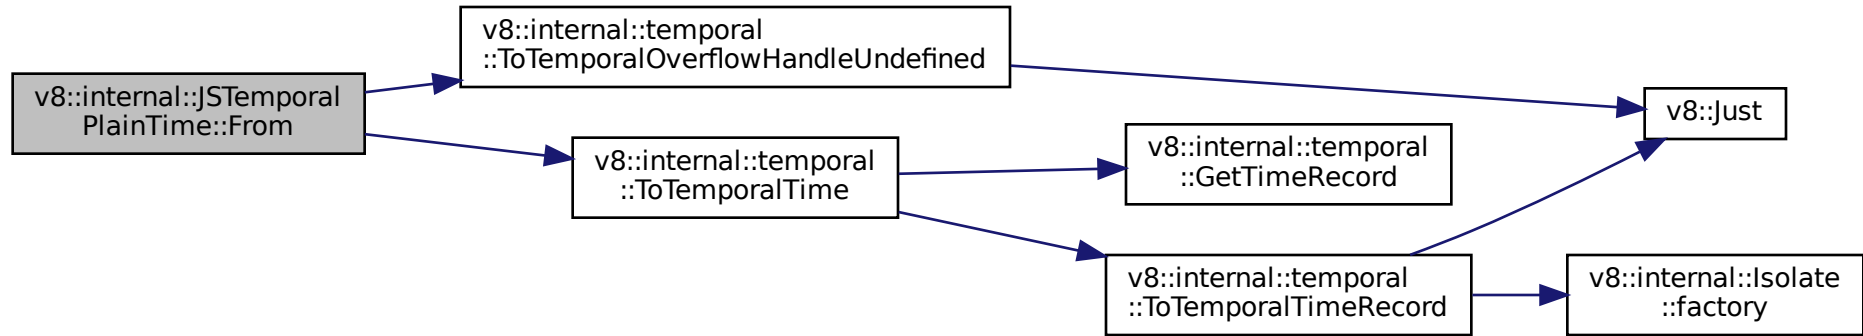 v8::internal::JSTemporal
PlainTime::From
v8::internal::temporal
::ToTemporalOverflowHandleUndefined
v8::internal::temporal
::ToTemporalTime
v8::internal::temporal
::GetTimeRecord
v8::internal::temporal
::ToTemporalTimeRecord
v8::Just
v8::internal::Isolate
::factory